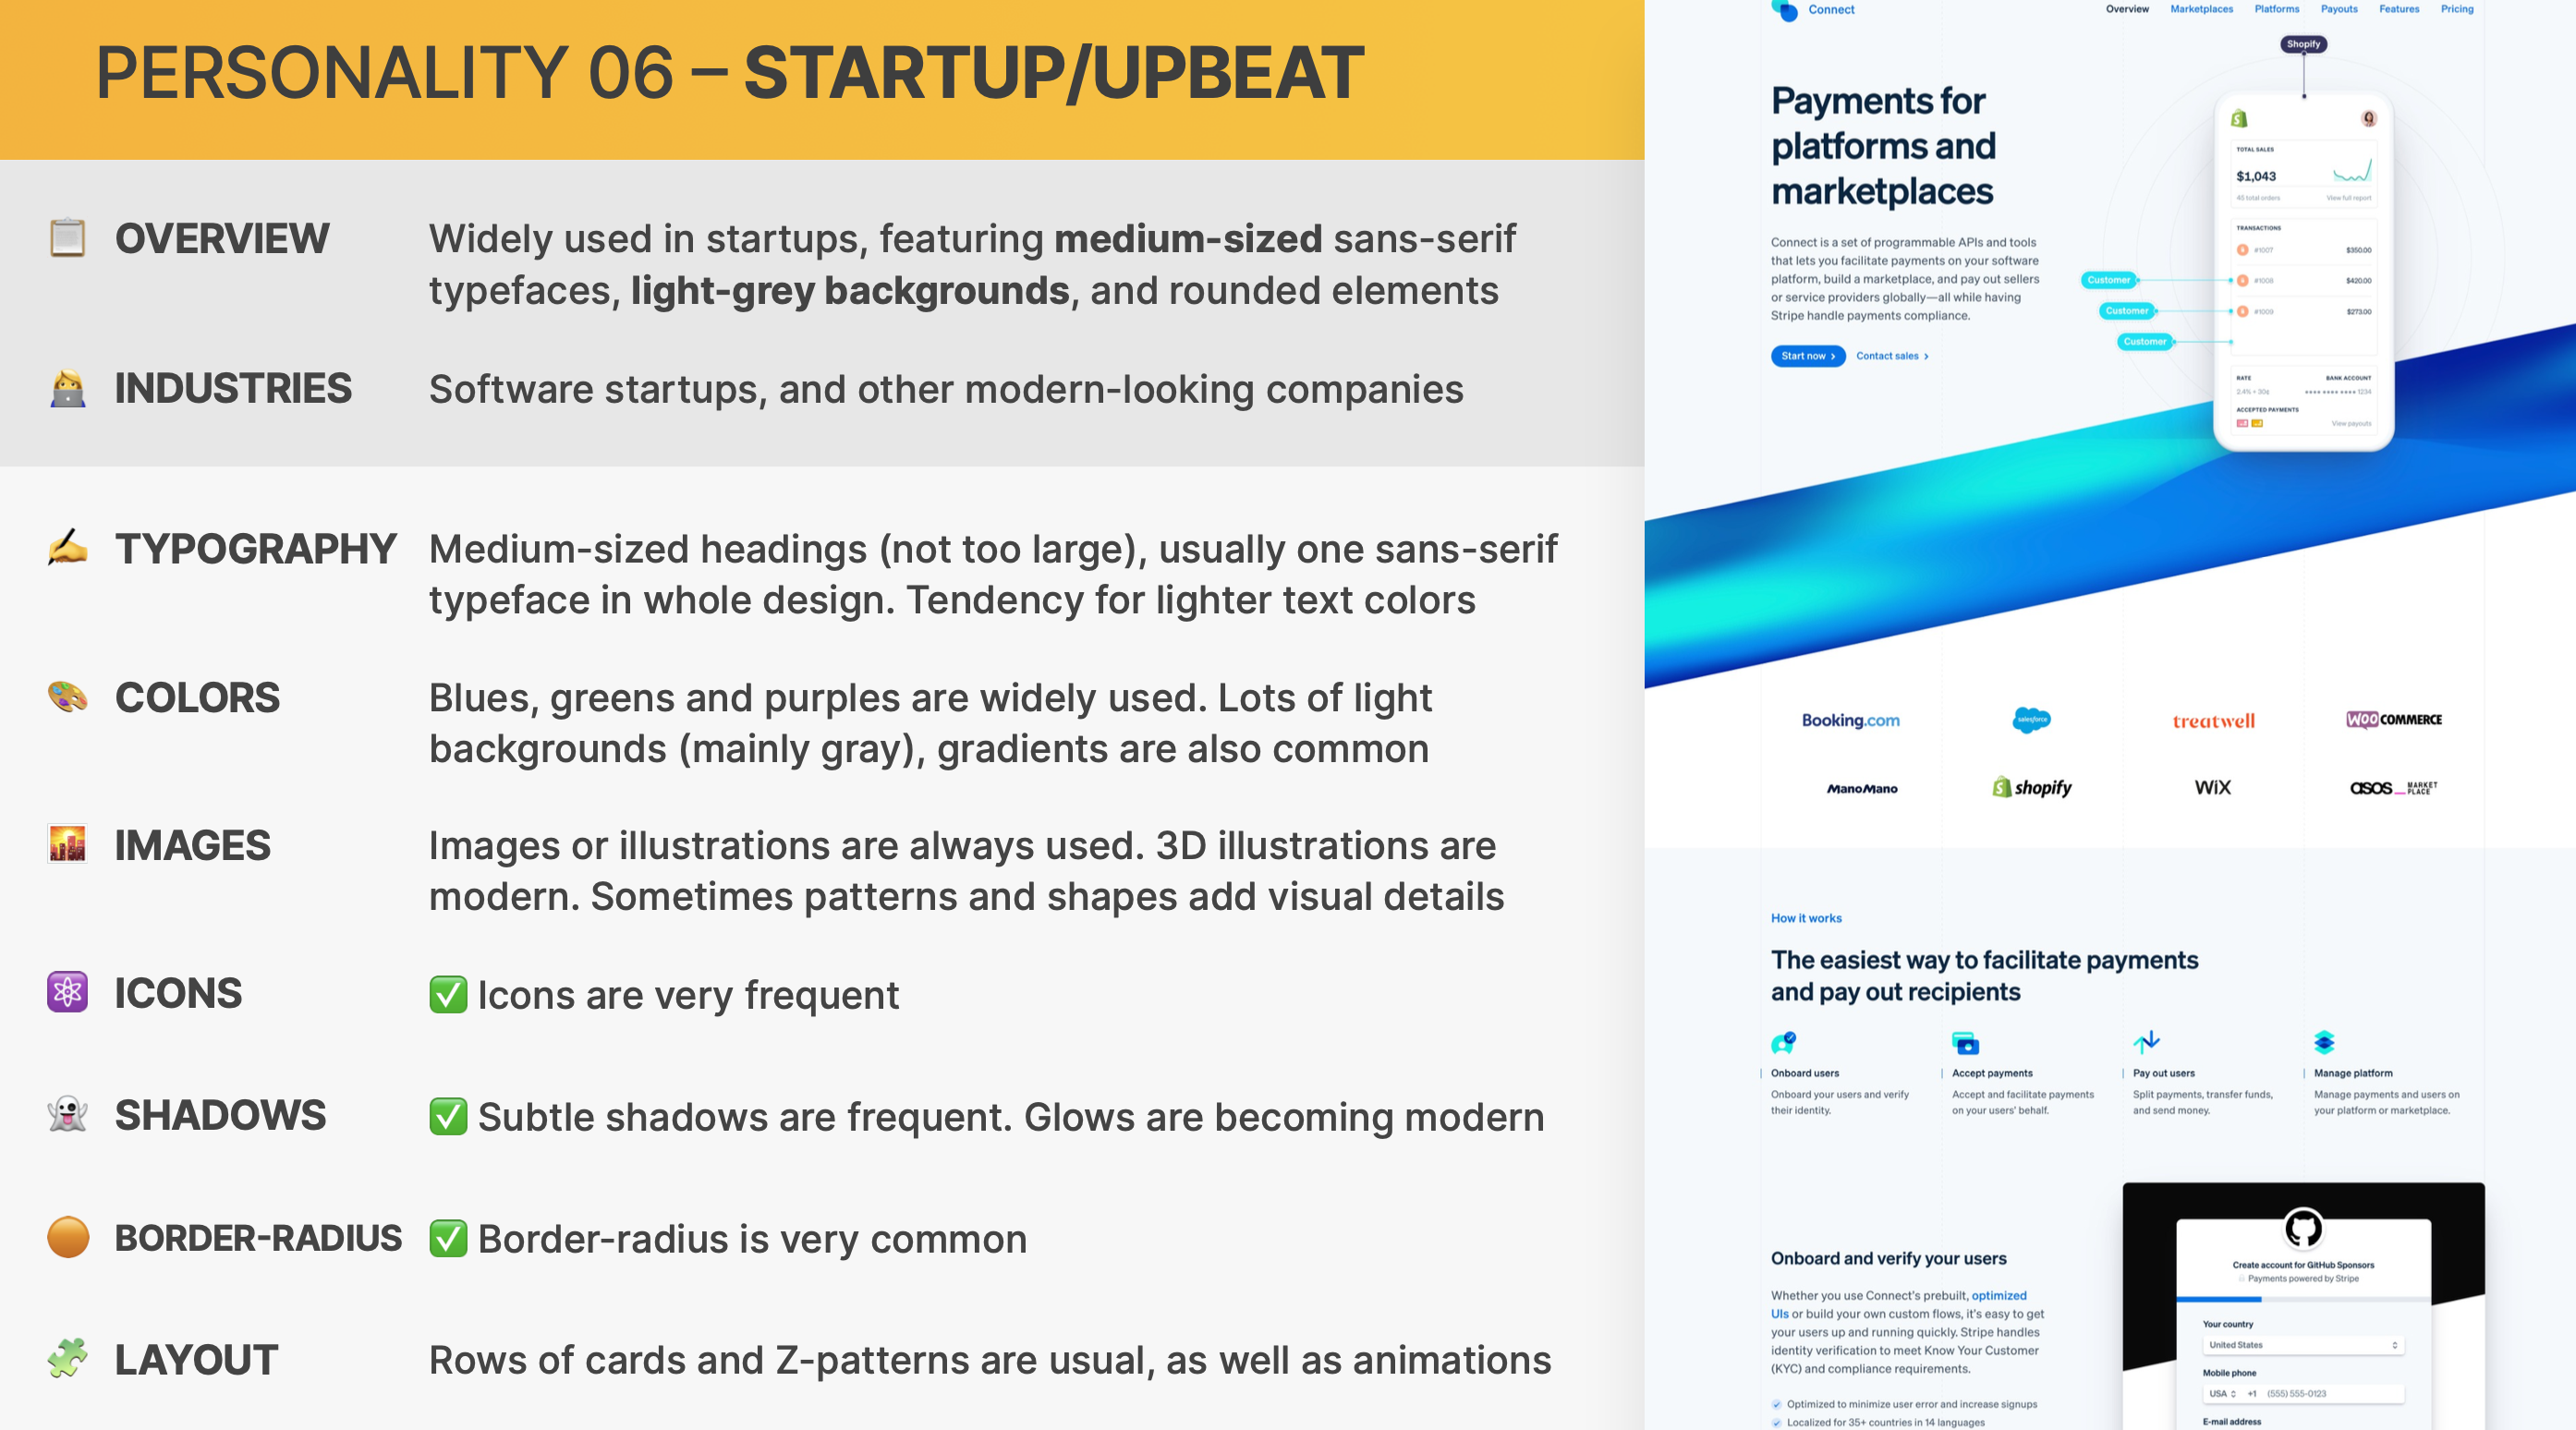 PERSONALITY 06 – STARTUP/UPBEAT
OVERVIEW
Widely used in startups, featuring medium-sized sans-serif
typefaces, light-grey backgrounds, and rounded elements
INDUSTRIES
Software startups, and other modern-looking companies
TYPOGRAPHY
Medium-sized headings (not too large), usually one sans-serif
typeface in whole design. Tendency for lighter text colors
COLORS
Blues, greens and purples are widely used. Lots of light
backgrounds (mainly gray), gradients are also common
IMAGES
Images or illustrations are always used. 3D illustrations are
modern. Sometimes patterns and shapes add visual details
ICONS
✅ Icons are very frequent
SHADOWS
✅ Subtle shadows are frequent. Glows are becoming modern
BORDER-RADIUS
✅ Border-radius is very common
LAYOUT
Rows of cards and Z-patterns are usual, as well as animations
Connect
Overview Marketplaces Platforms Payouts Features Pricing
Payments for
platforms and
marketplaces
Connect is a set of programmable APIs and tools
that lets you facilitate payments on your software
platform, build a marketplace, and pay out sellers
or service providers globally—all while having
Stripe handle payments compliance.
Start now Contact sales
Shopify
TOTAL SALES
$1,043
45 total orders View full report
TRANSACTIONS
#1007 $350.00
Customer
#1008 $420.00
Customer
#1009 $273.00
Customer
RATE BANK ACCOUNT
2.4% + 30¢ •••• •••• •••• 1234
ACCEPTED PAYMENTS
View payouts
Booking.com salesforce treatwell WOO COMMERCE
ManoMano shopify WiX asos MARKET
PLACE
How it works
The easiest way to facilitate payments
and pay out recipients
Onboard users
Onboard your users and verify
their identity.
Accept payments
Accept and facilitate payments
on your users' behalf.
Pay out users
Split payments, transfer funds,
and send money.
Manage platform
Manage payments and users on
your platform or marketplace.
Onboard and verify your users
Whether you use Connect's prebuilt, optimized
UIs or build your own custom flows, it's easy to get
your users up and running quickly. Stripe handles
identity verification to meet Know Your Customer
(KYC) and compliance requirements.
Optimized to minimize user error and increase signups
Localized for 35+ countries in 14 languages
Create account for GitHub Sponsors
Payments powered by Stripe
Your country
United States
Mobile phone
USA +1 (555) 555-0123
E-mail address